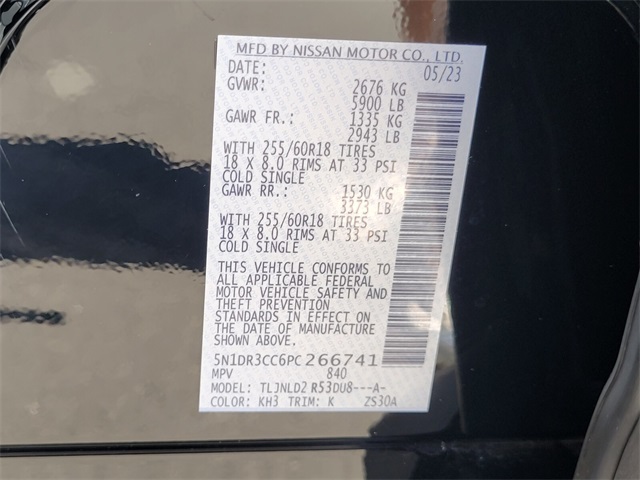 MFD BY NISSAN MOTOR CO., LTD.
DATE: 05/23
GVWR: 2676 KG
5900 LB
GAWR FR.: 1335 KG
2943 LB
WITH 255/60R18 TIRES
18 X 8.0 RIMS AT 33 PSI
COLD SINGLE
GAWR RR.: 1530 KG
3373 LB
WITH 255/60R18 TIRES
18 X 8.0 RIMS AT 33 PSI
COLD SINGLE
THIS VEHICLE CONFORMS TO
ALL APPLICABLE FEDERAL
MOTOR VEHICLE SAFETY AND
THEFT PREVENTION
STANDARDS IN EFFECT ON
THE DATE OF MANUFACTURE
SHOWN ABOVE.
5N1DR3CC6PC266741
MPV 840
MODEL: TLJNLD2 R53DU8---A-
COLOR: KH3 TRIM: K ZS30A